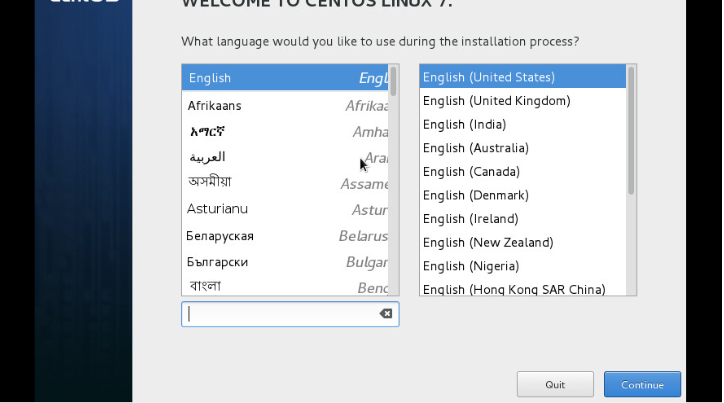 WELCOME TO CENTOS LINUX 7.
What language would you like to use during the installation process?
English Engl
Afrikaans Afrikaa
አማርኛ Amha
العربية Ara
অসমীয়া Assame
Asturianu Astur
Беларуская Belarus
Български Bulgar
বাংলা Beng
English (United States)
English (United Kingdom)
English (India)
English (Australia)
English (Canada)
English (Denmark)
English (Ireland)
English (New Zealand)
English (Nigeria)
English (Hong Kong SAR China)
Quit
Continue